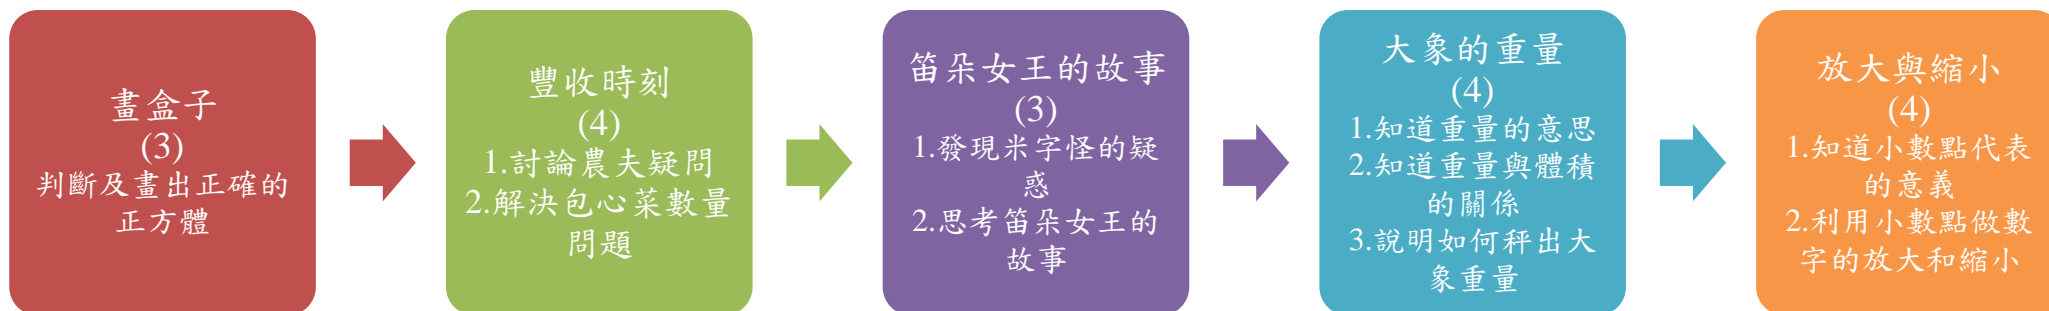 畫盒子
(3)
判斷及畫出正確的
正方體
豐收時刻
(4)
1.討論農夫疑問
2.解決包心菜數量
問題
笛朵女王的故事
(3)
1.發現米字怪的疑
惑
2.思考笛朵女王的
故事
大象的重量
(4)
1.知道重量的意思
2.知道重量與體積
的關係
3.說明如何秤出大
象重量
放大與縮小
(4)
1.知道小數點代表
的意義
2.利用小數點做數
字的放大和縮小